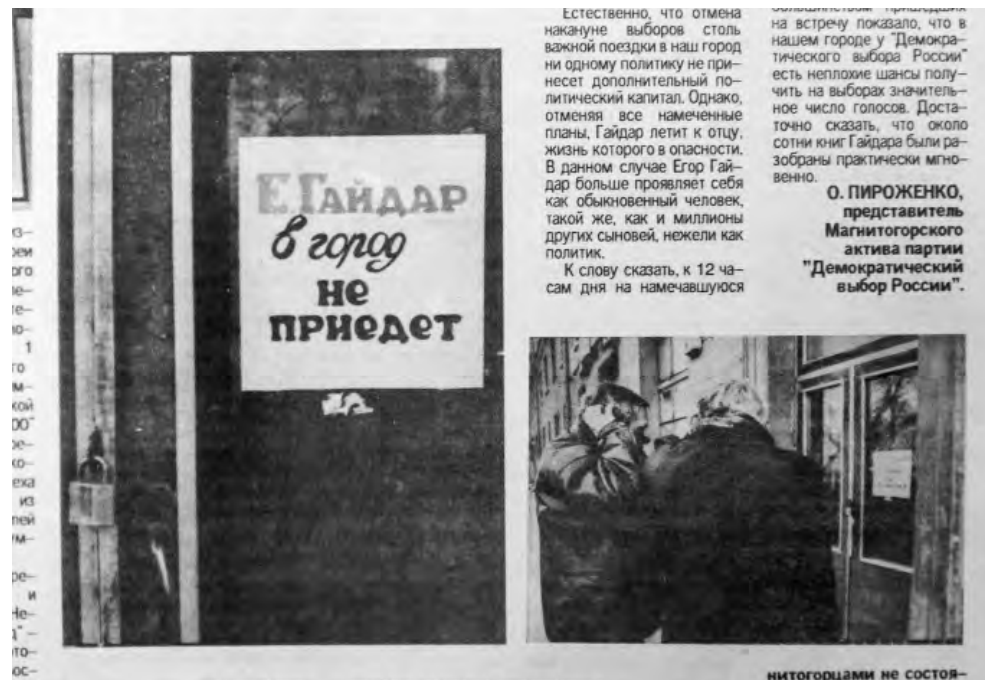 Естественно, что отмена
накануне выборов столь
важной поездки в наш город
ни одному политику не при-
несет дополнительный по-
литический капитал. Однако,
отменяя все намеченные
планы, Гайдар летит к отцу,
жизнь которого в опасности.
В данном случае Егор Гай-
дар больше проявляет себя
как обыкновенный человек,
такой же, как и миллионы
других сыновей, нежели как
политик.
К слову сказать, к 12 ча-
сам дня на намечавшуюся
большинством пришедших
на встречу показало, что в
нашем городе у "Демокра-
тического выбора России"
есть неплохие шансы полу-
чить на выборах значитель-
ное число голосов. Доста-
точно сказать, что около
сотни книг Гайдара были ра-
зобраны практически мгно-
венно.
О. ПИРОЖЕНКО,
представитель
Магнитогорского
актива партии
"Демократический
выбор России".
Е. ГАЙДАР
в город
не
приедет
нитогорцами не состоя-